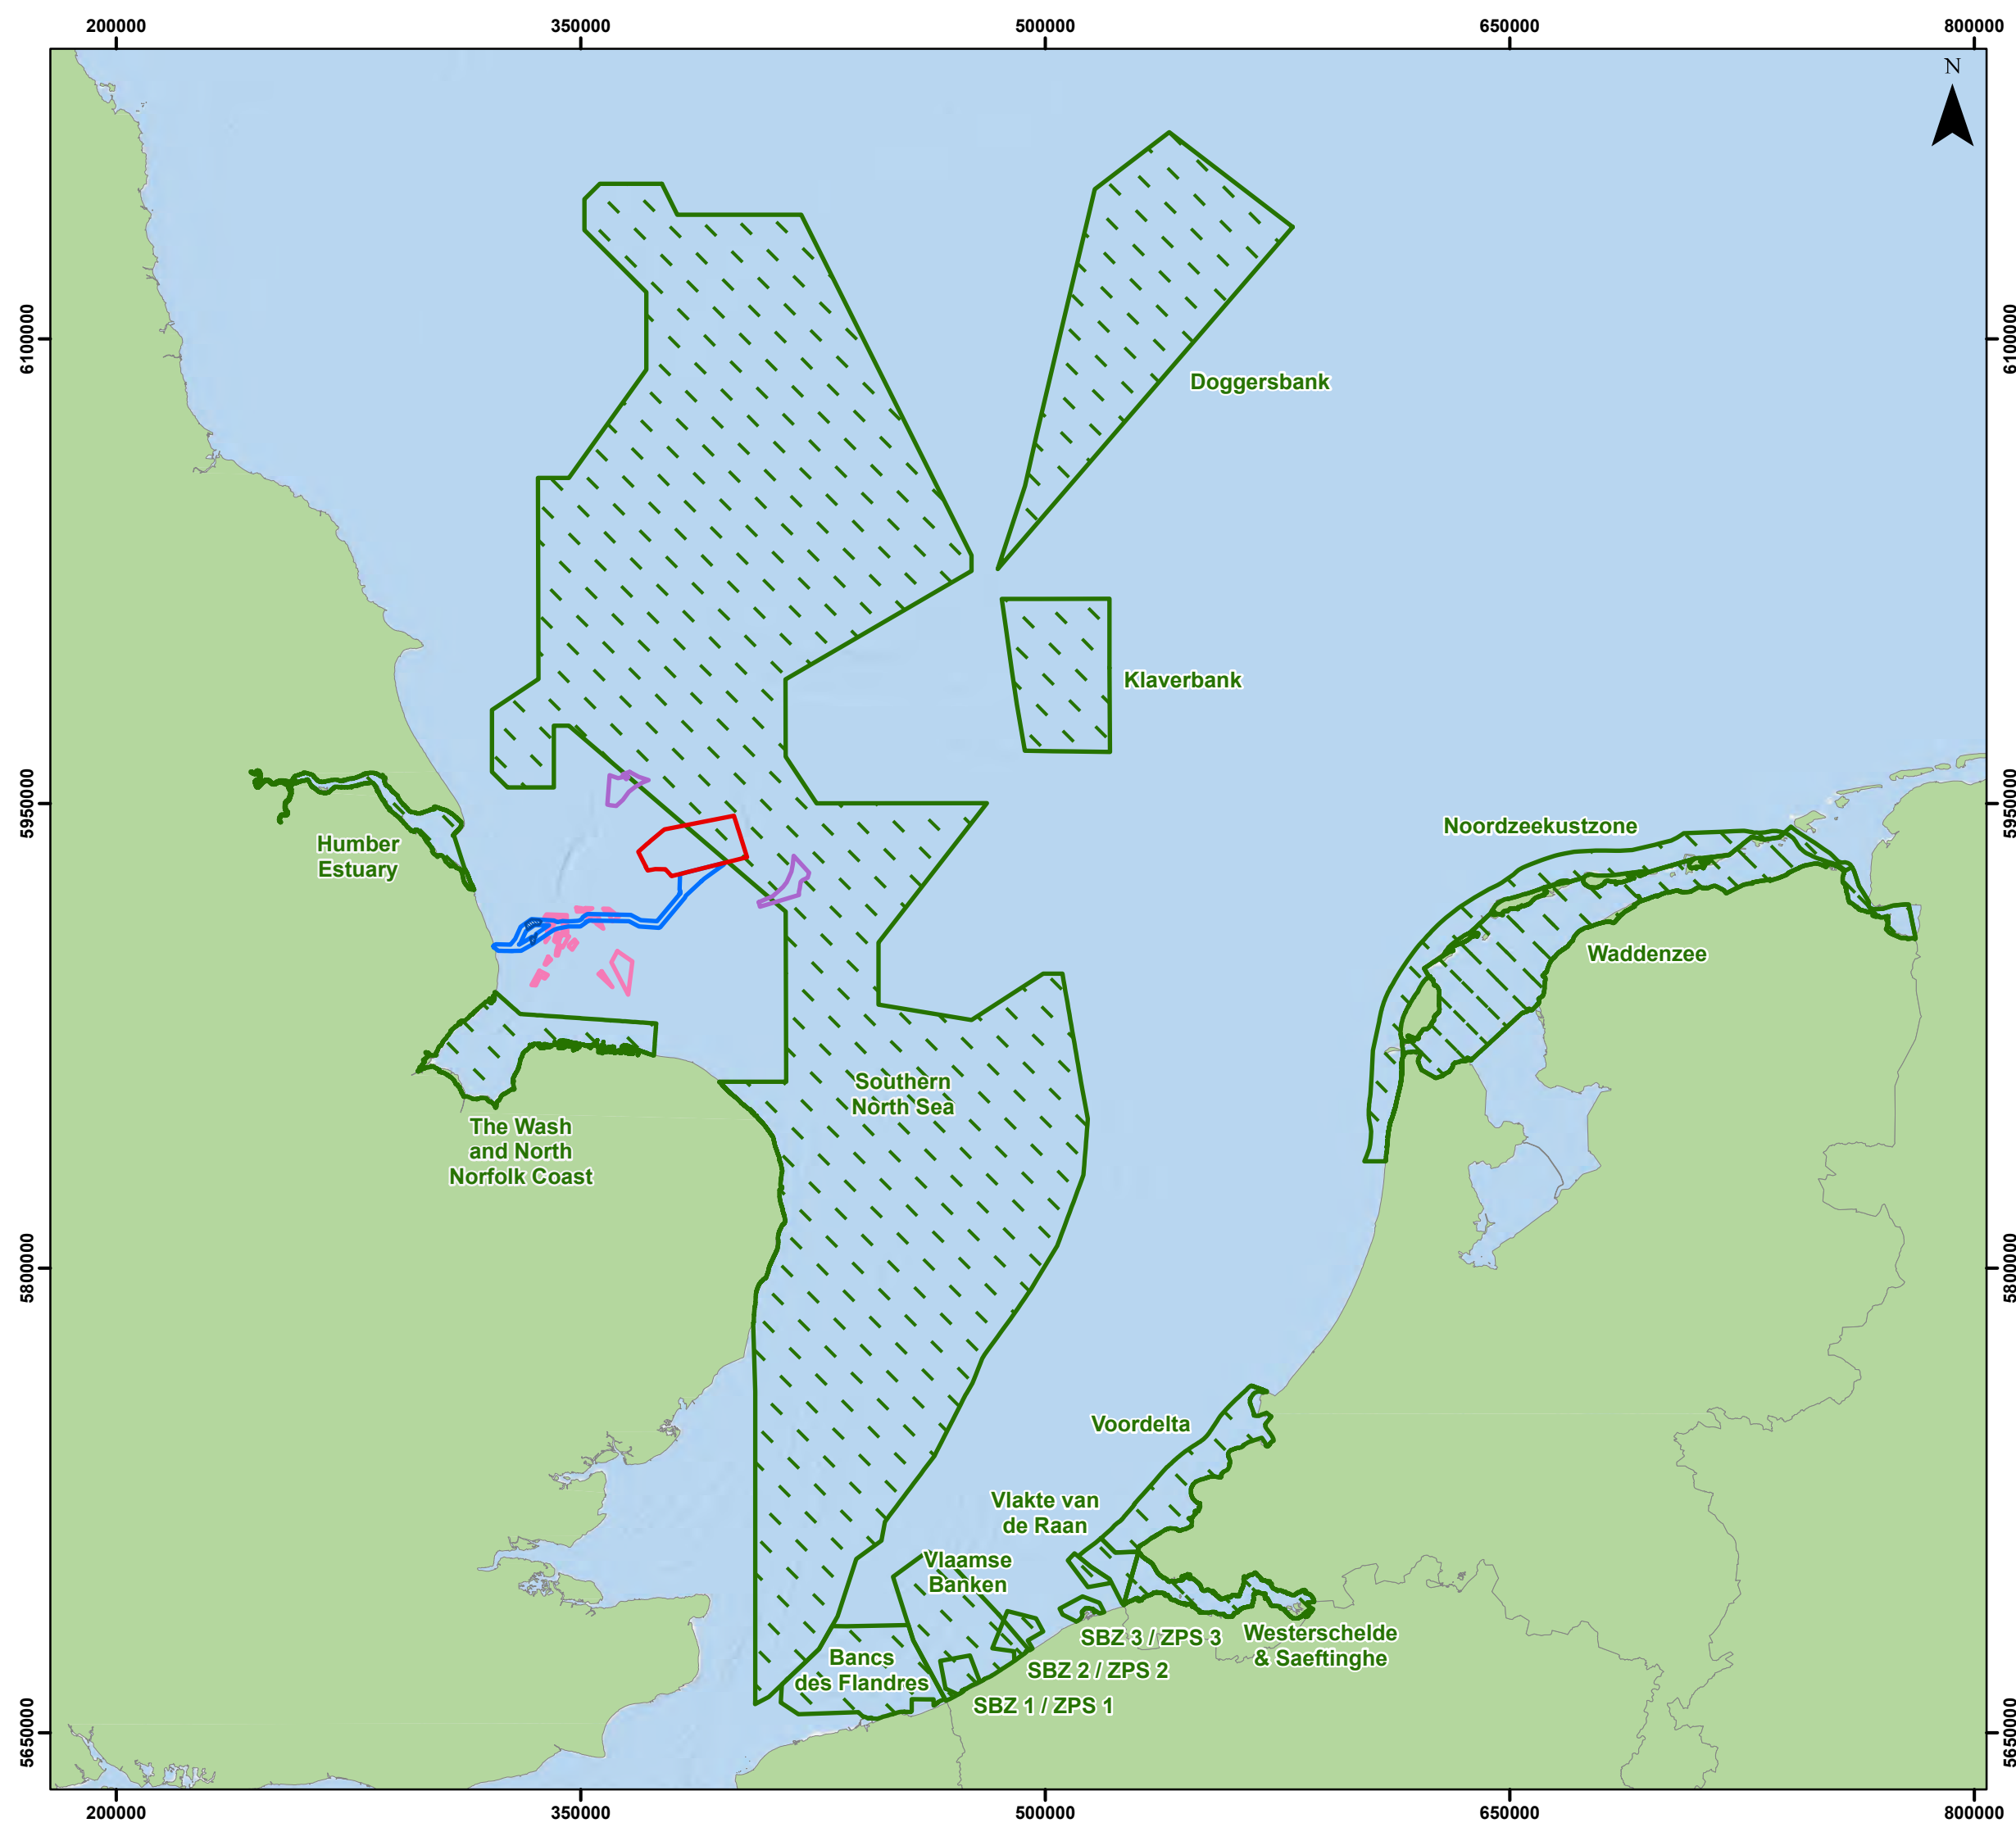 200000
350000
500000
650000
800000
N
6100000
6100000
Doggersbank
Klaverbank
5950000
5950000
Humber
Estuary
Noordzeekustzone
Waddenzee
Southern
North Sea
The Wash
and North
Norfolk Coast
5800000
5800000
Voordelta
Vlakte van
de Raan
Vlaamse
Banken
SBZ 3 / ZPS 3
Westerschelde
& Saeftinghe
Bancs
des Flandres
SBZ 2 / ZPS 2
SBZ 1 / ZPS 1
5650000
5650000
200000
350000
500000
650000
800000